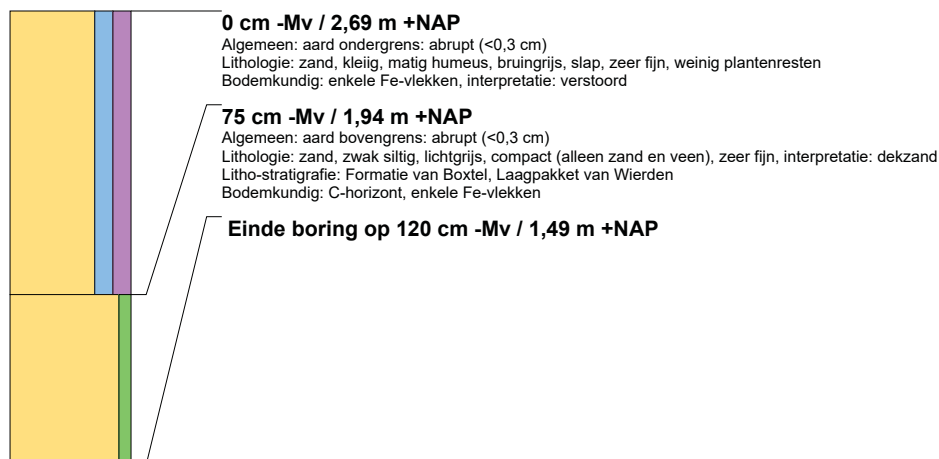 0 cm -Mv / 2,69 m +NAP
Algemeen: aard ondergrens: abrupt (<0,3 cm)
Lithologie: zand, kleiig, matig humeus, bruingrijs, slap, zeer fijn, weinig plantenresten
Bodemkundig: enkele Fe-vlekken, interpretatie: verstoord
75 cm -Mv / 1,94 m +NAP
Algemeen: aard bovengrens: abrupt (<0,3 cm)
Lithologie: zand, zwak siltig, lichtgrijs, compact (alleen zand en veen), zeer fijn, interpretatie: dekzand
Litho-stratigrafie: Formatie van Boxtel, Laagpakket van Wierden
Bodemkundig: C-horizont, enkele Fe-vlekken
Einde boring op 120 cm -Mv / 1,49 m +NAP